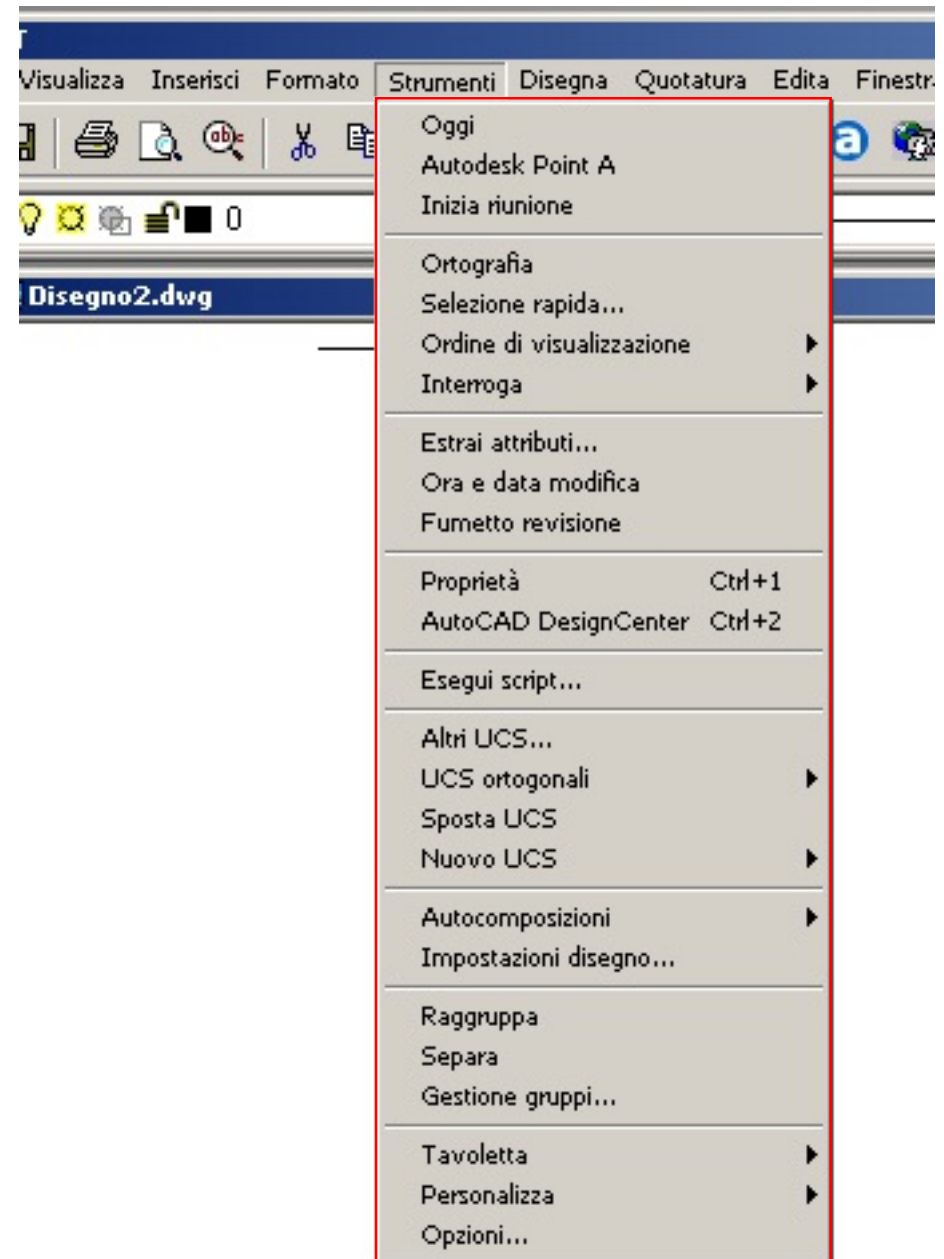 Visualizza Inserisci Formato Strumenti Disegna Quotatura Edita Finestr
0
Disegno2.dwg
Oggi
Autodesk Point A
Inizia riunione
Ortografia
Selezione rapida...
Ordine di visualizzazione
Interroga
Estrai attributi...
Ora e data modifica
Fumetto revisione
Proprietà Ctrl+1
AutoCAD DesignCenter Ctrl+2
Esegui script...
Altri UCS...
UCS ortogonali
Sposta UCS
Nuovo UCS
Autocomposizioni
Impostazioni disegno...
Raggruppa
Separa
Gestione gruppi...
Tavoletta
Personalizza
Opzioni...